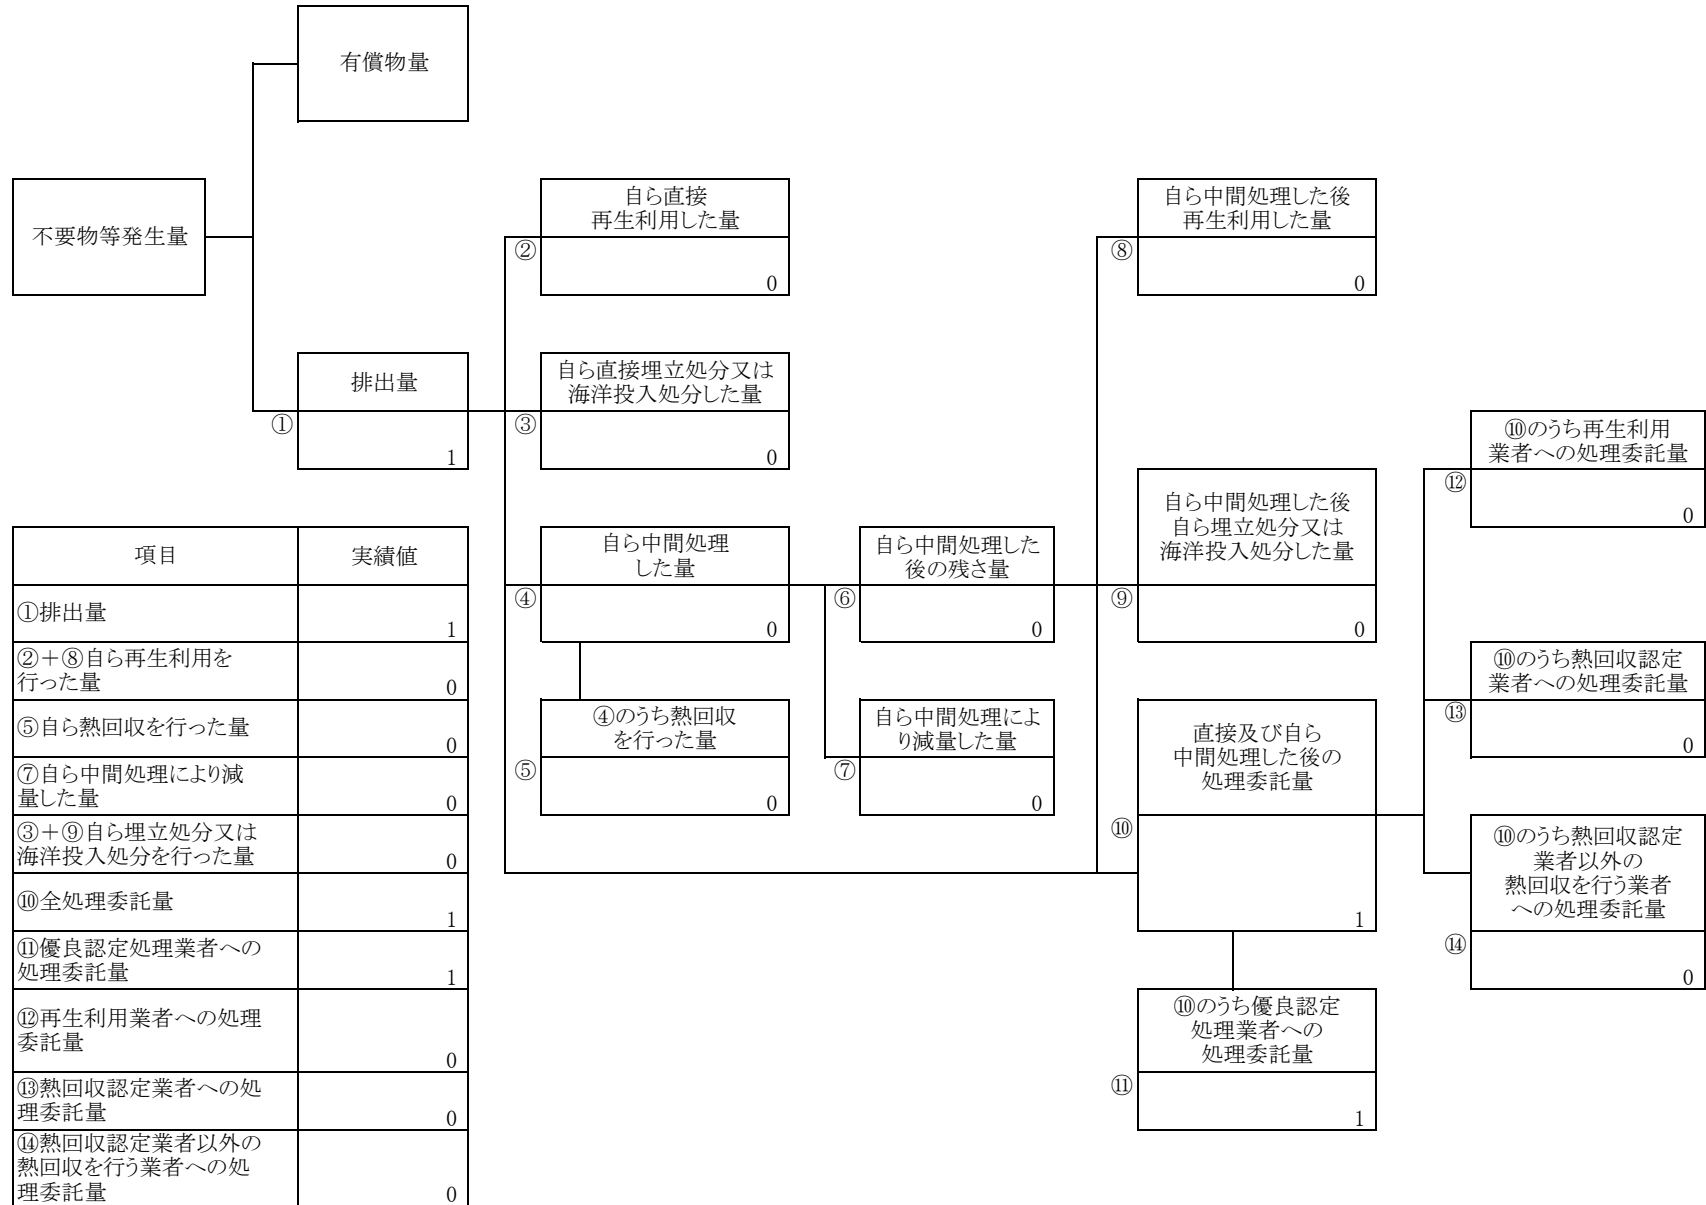 有償物量
不要物等発生量
自ら直接
再生利用した量
②
0
自ら中間処理した後
再生利用した量
⑧
0
排出量
①
1
自ら直接埋立処分又は
海洋投入処分した量
③
0
⑩のうち再生利用
業者への処理委託量
⑫
0
自ら中間処理した後
自ら埋立処分又は
海洋投入処分した量
⑨
0
自ら中間処理
した量
④
0
自ら中間処理した
後の残さ量
⑥
0
⑩のうち熱回収認定
業者への処理委託量
⑬
0
④のうち熱回収
を行った量
⑤
0
自ら中間処理によ
り減量した量
⑦
0
直接及び自ら
中間処理した後の
処理委託量
⑩
1
⑩のうち熱回収認定
業者以外の
熱回収を行う業者
への処理委託量
⑭
0
⑩のうち優良認定
処理業者への
処理委託量
⑪
1
項目 実績値
①排出量
1
②＋⑧自ら再生利用を
行った量
0
⑤自ら熱回収を行った量
0
⑦自ら中間処理により減
量した量
0
③＋⑨自ら埋立処分又は
海洋投入処分を行った量
0
⑩全処理委託量
1
⑪優良認定処理業者への
処理委託量
1
⑫再生利用業者への処理
委託量
0
⑬熱回収認定業者への処
理委託量
0
⑭熱回収認定業者以外の
熱回収を行う業者への処
理委託量
0